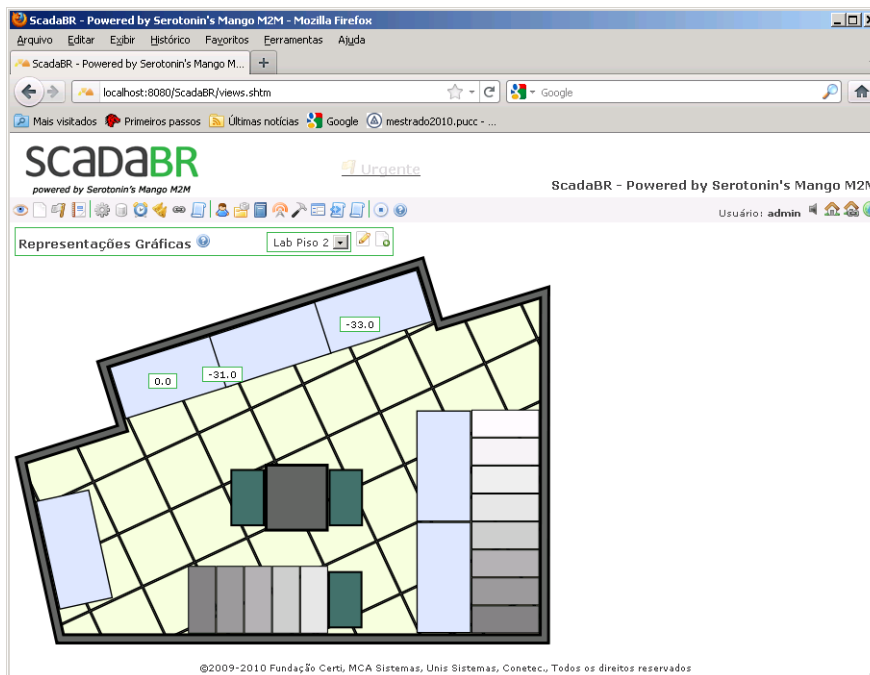 ScadaBR - Powered by Serotonin's Mango M2M - Mozilla Firefox
Arquivo Editar Exibir Histórico Favoritos Ferramentas Ajuda
ScadaBR - Powered by Serotonin's Mango M...
localhost:8080/ScadaBR/views.shtm
Google
Mais visitados Primeiros passos Últimas notícias Google mestrado2010.pucc - ...
SCADABR
powered by Serotonin's Mango M2M
Urgente
ScadaBR - Powered by Serotonin's Mango M2M
Usuário: admin
Representações Gráficas
Lab Piso 2
-33.0
-31.0
0.0
©2009-2010 Fundação Certi, MCA Sistemas, Unis Sistemas, Conetec., Todos os direitos reservados